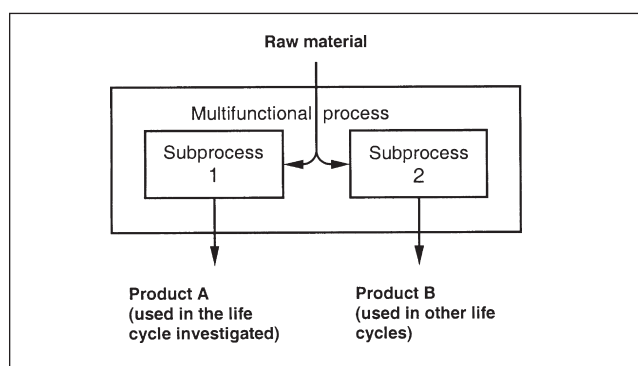 Raw material
Multifunctional process
Subprocess
1
Subprocess
2
Product A
(used in the life
cycle investigated)
Product B
(used in other life
cycles)